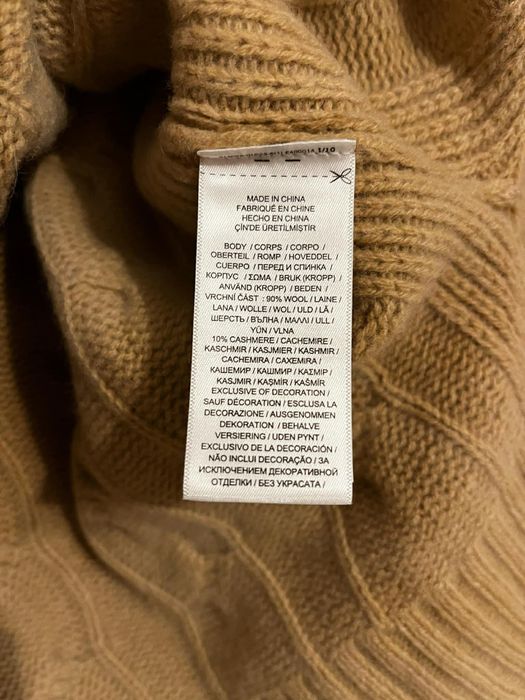 1/10
MADE IN CHINA
FABRIQUÉ EN CHINE
HECHO EN CHINA
ÇİN'DE ÜRETİLMİŞTİR
BODY / CORPS / CORPO /
OBERTEIL / ROMP / HOVEDDEL /
CUERPO / ПЕРЕД И СПИНКА /
КОРПУС / ΣΩΜΑ / BRUK (KROPP) /
ANVÄND (KROPP) / BEDEN /
VRCHNÍ ČÁST : 90% WOOL / LAINE /
LANA / WOLLE / WOL / ULD / LÃ /
ШЕРСТЬ / ВЪЛНА / ΜΑΛΛΙ / ULL /
YÜN / VLNA
10% CASHMERE / CACHEMIRE /
KASCHMIR / KASJMIER / KASHMIR /
CACHEMIRA / CAXEMIRA /
КАШЕМИР / КАШМИР / ΚΑΣΜΙΡ /
KASJMIR / KAŞMİR / KAŠMÍR
EXCLUSIVE OF DECORATION /
SAUF DÉCORATION / ESCLUSA LA
DECORAZIONE / AUSGENOMMEN
DEKORATION / BEHALVE
VERSIERING / UDEN PYNT /
EXCLUSIVO DE LA DECORACIÓN /
NÃO INCLUI DECORAÇÃO / ЗА
ИСКЛЮЧЕНИЕМ ДЕКОРАТИВНОЙ
ОТДЕЛКИ / БЕЗ УКРАСАТА /